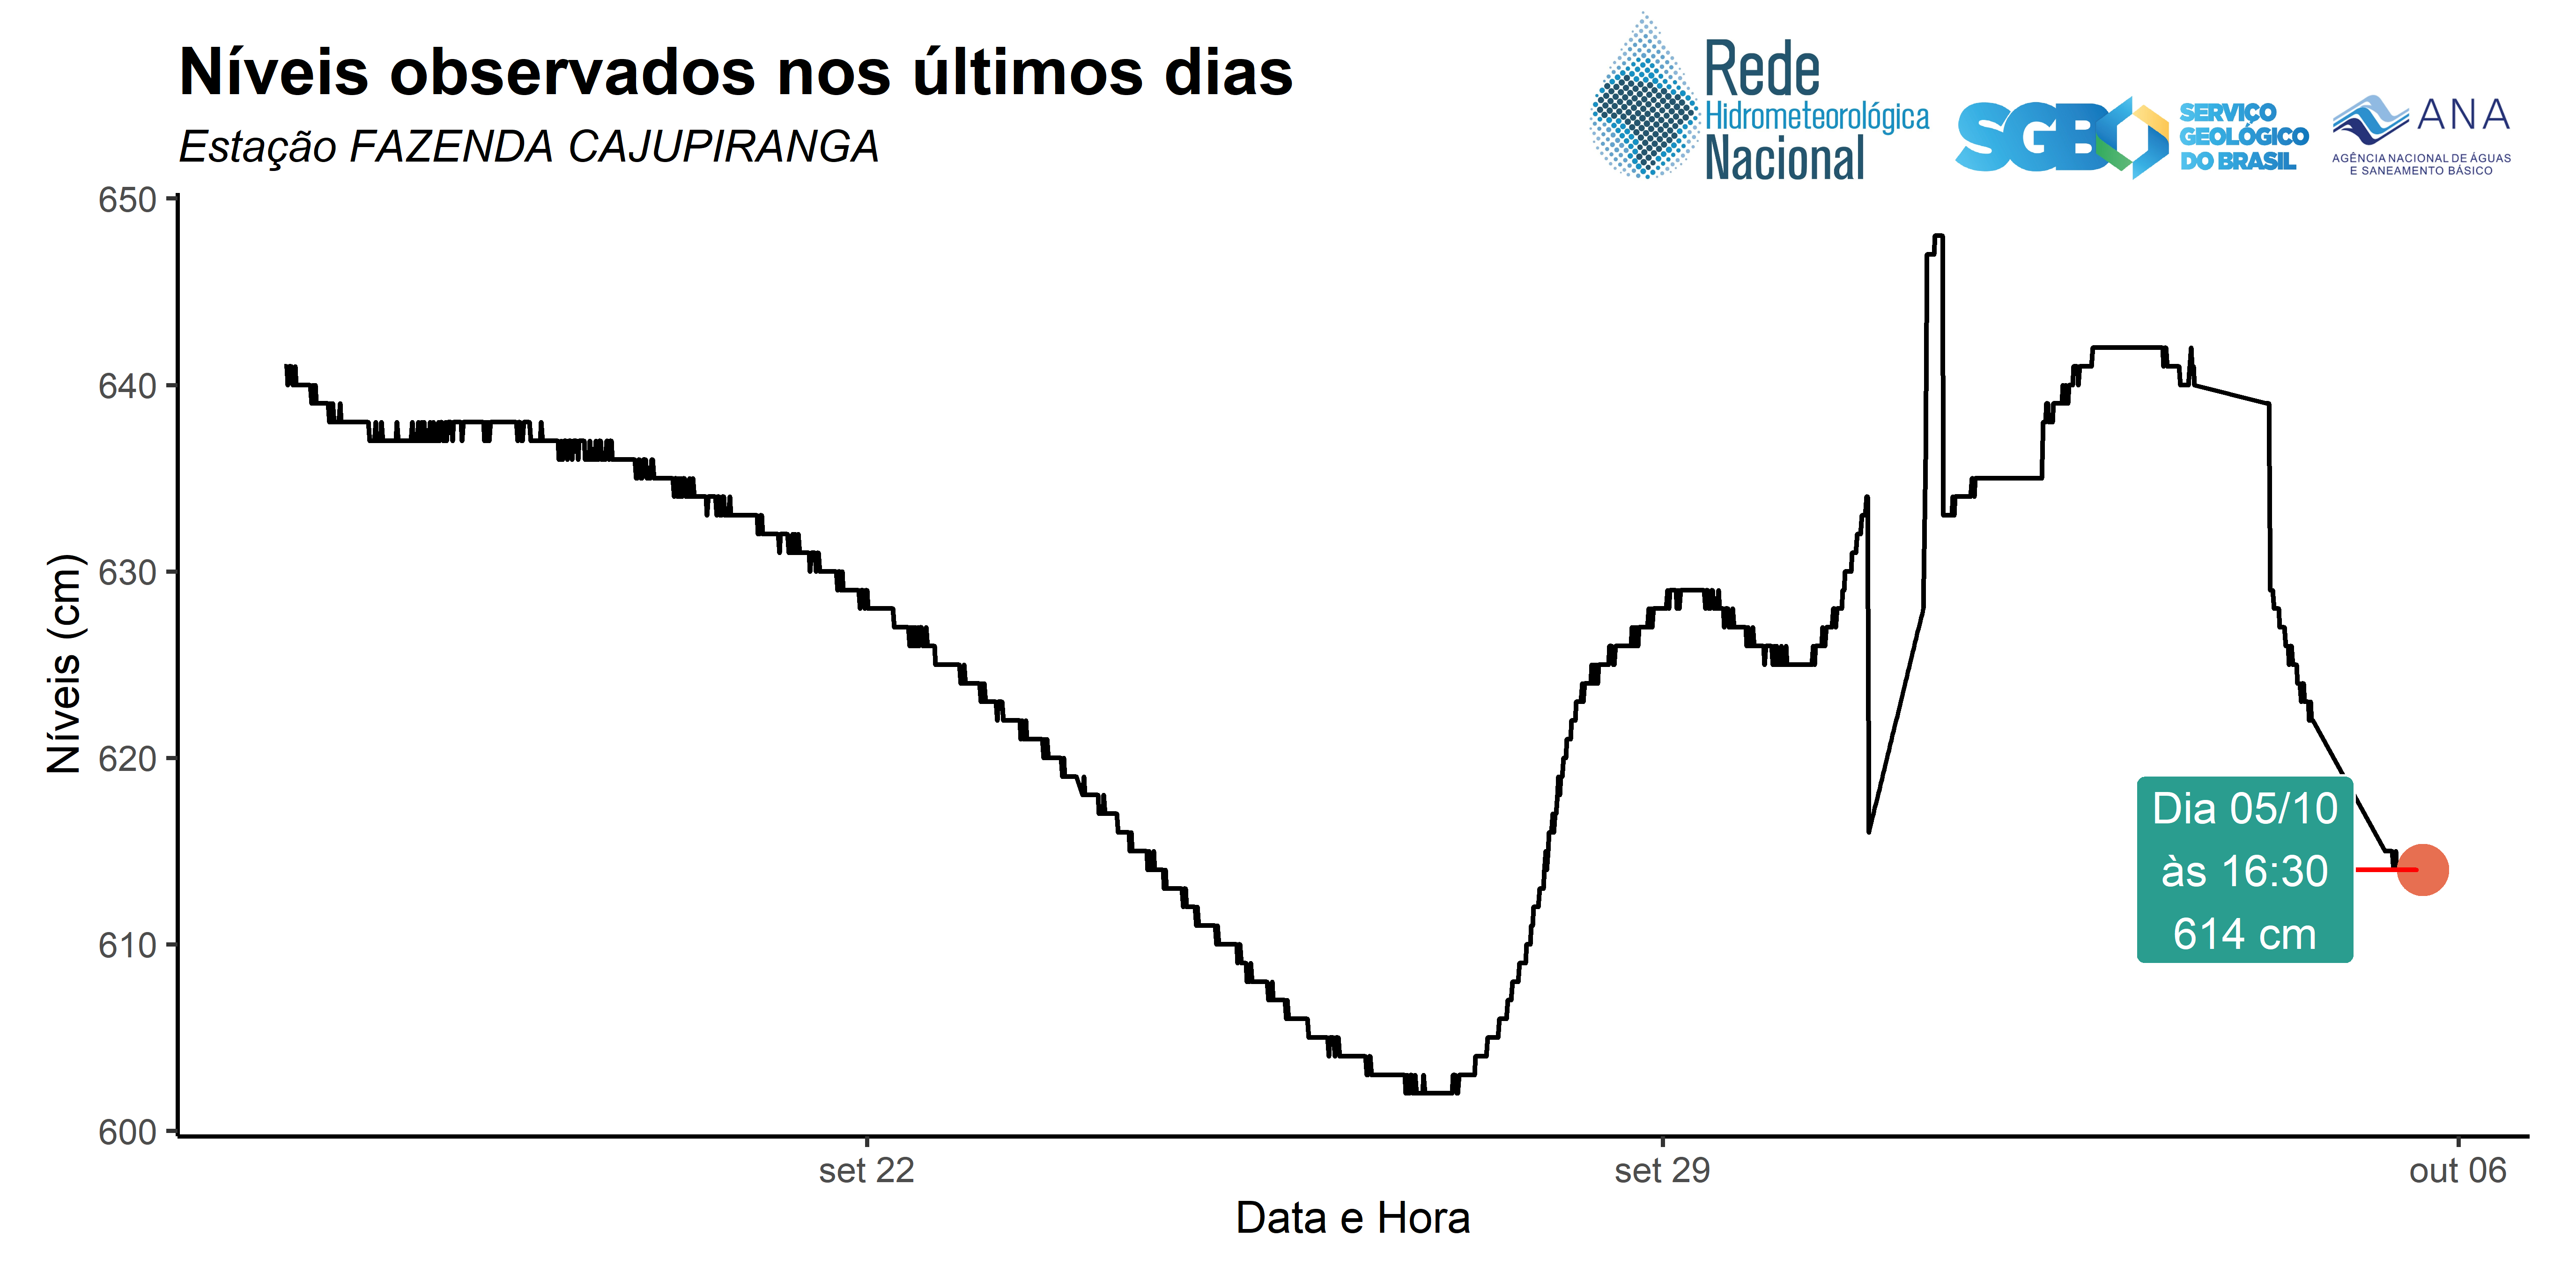 Níveis observados nos últimos dias
Estação FAZENDA CAJUPIRANGA
Rede
Hidrometeorológica
Nacional
SGB
SERVIÇO
GEOLÓGICO
DO BRASIL
ANA
AGÊNCIA NACIONAL DE ÁGUAS
E SANEAMENTO BÁSICO
650
640
630
620
610
600
Níveis (cm)
Dia 05/10
às 16:30
614 cm
set 22
set 29
out 06
Data e Hora